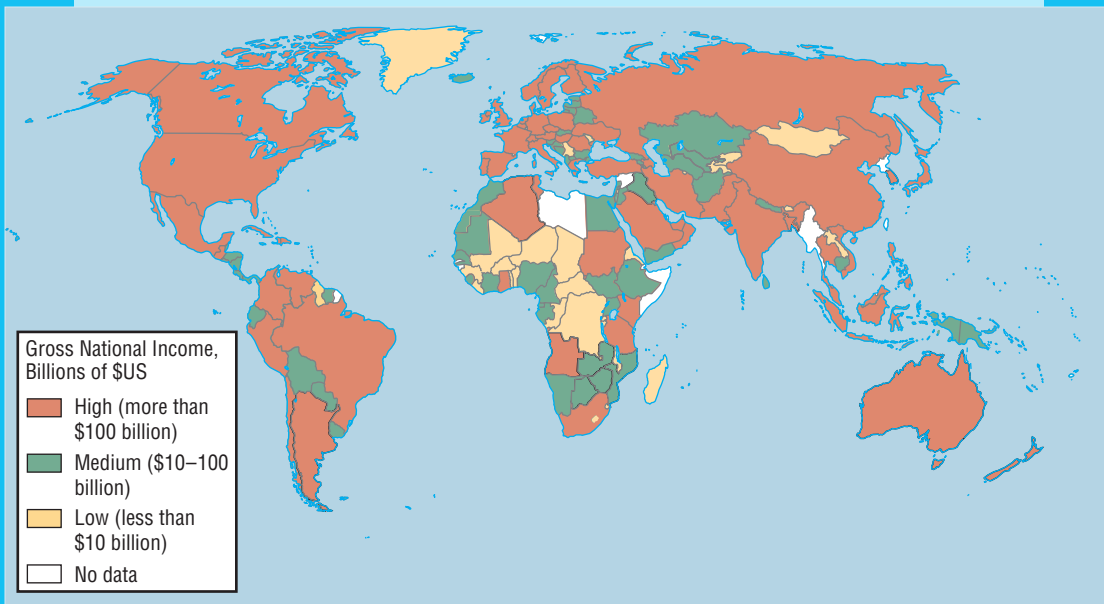 Gross National Income,
Billions of $US
High (more than
$100 billion)
Medium ($10–100
billion)
Low (less than
$10 billion)
No data